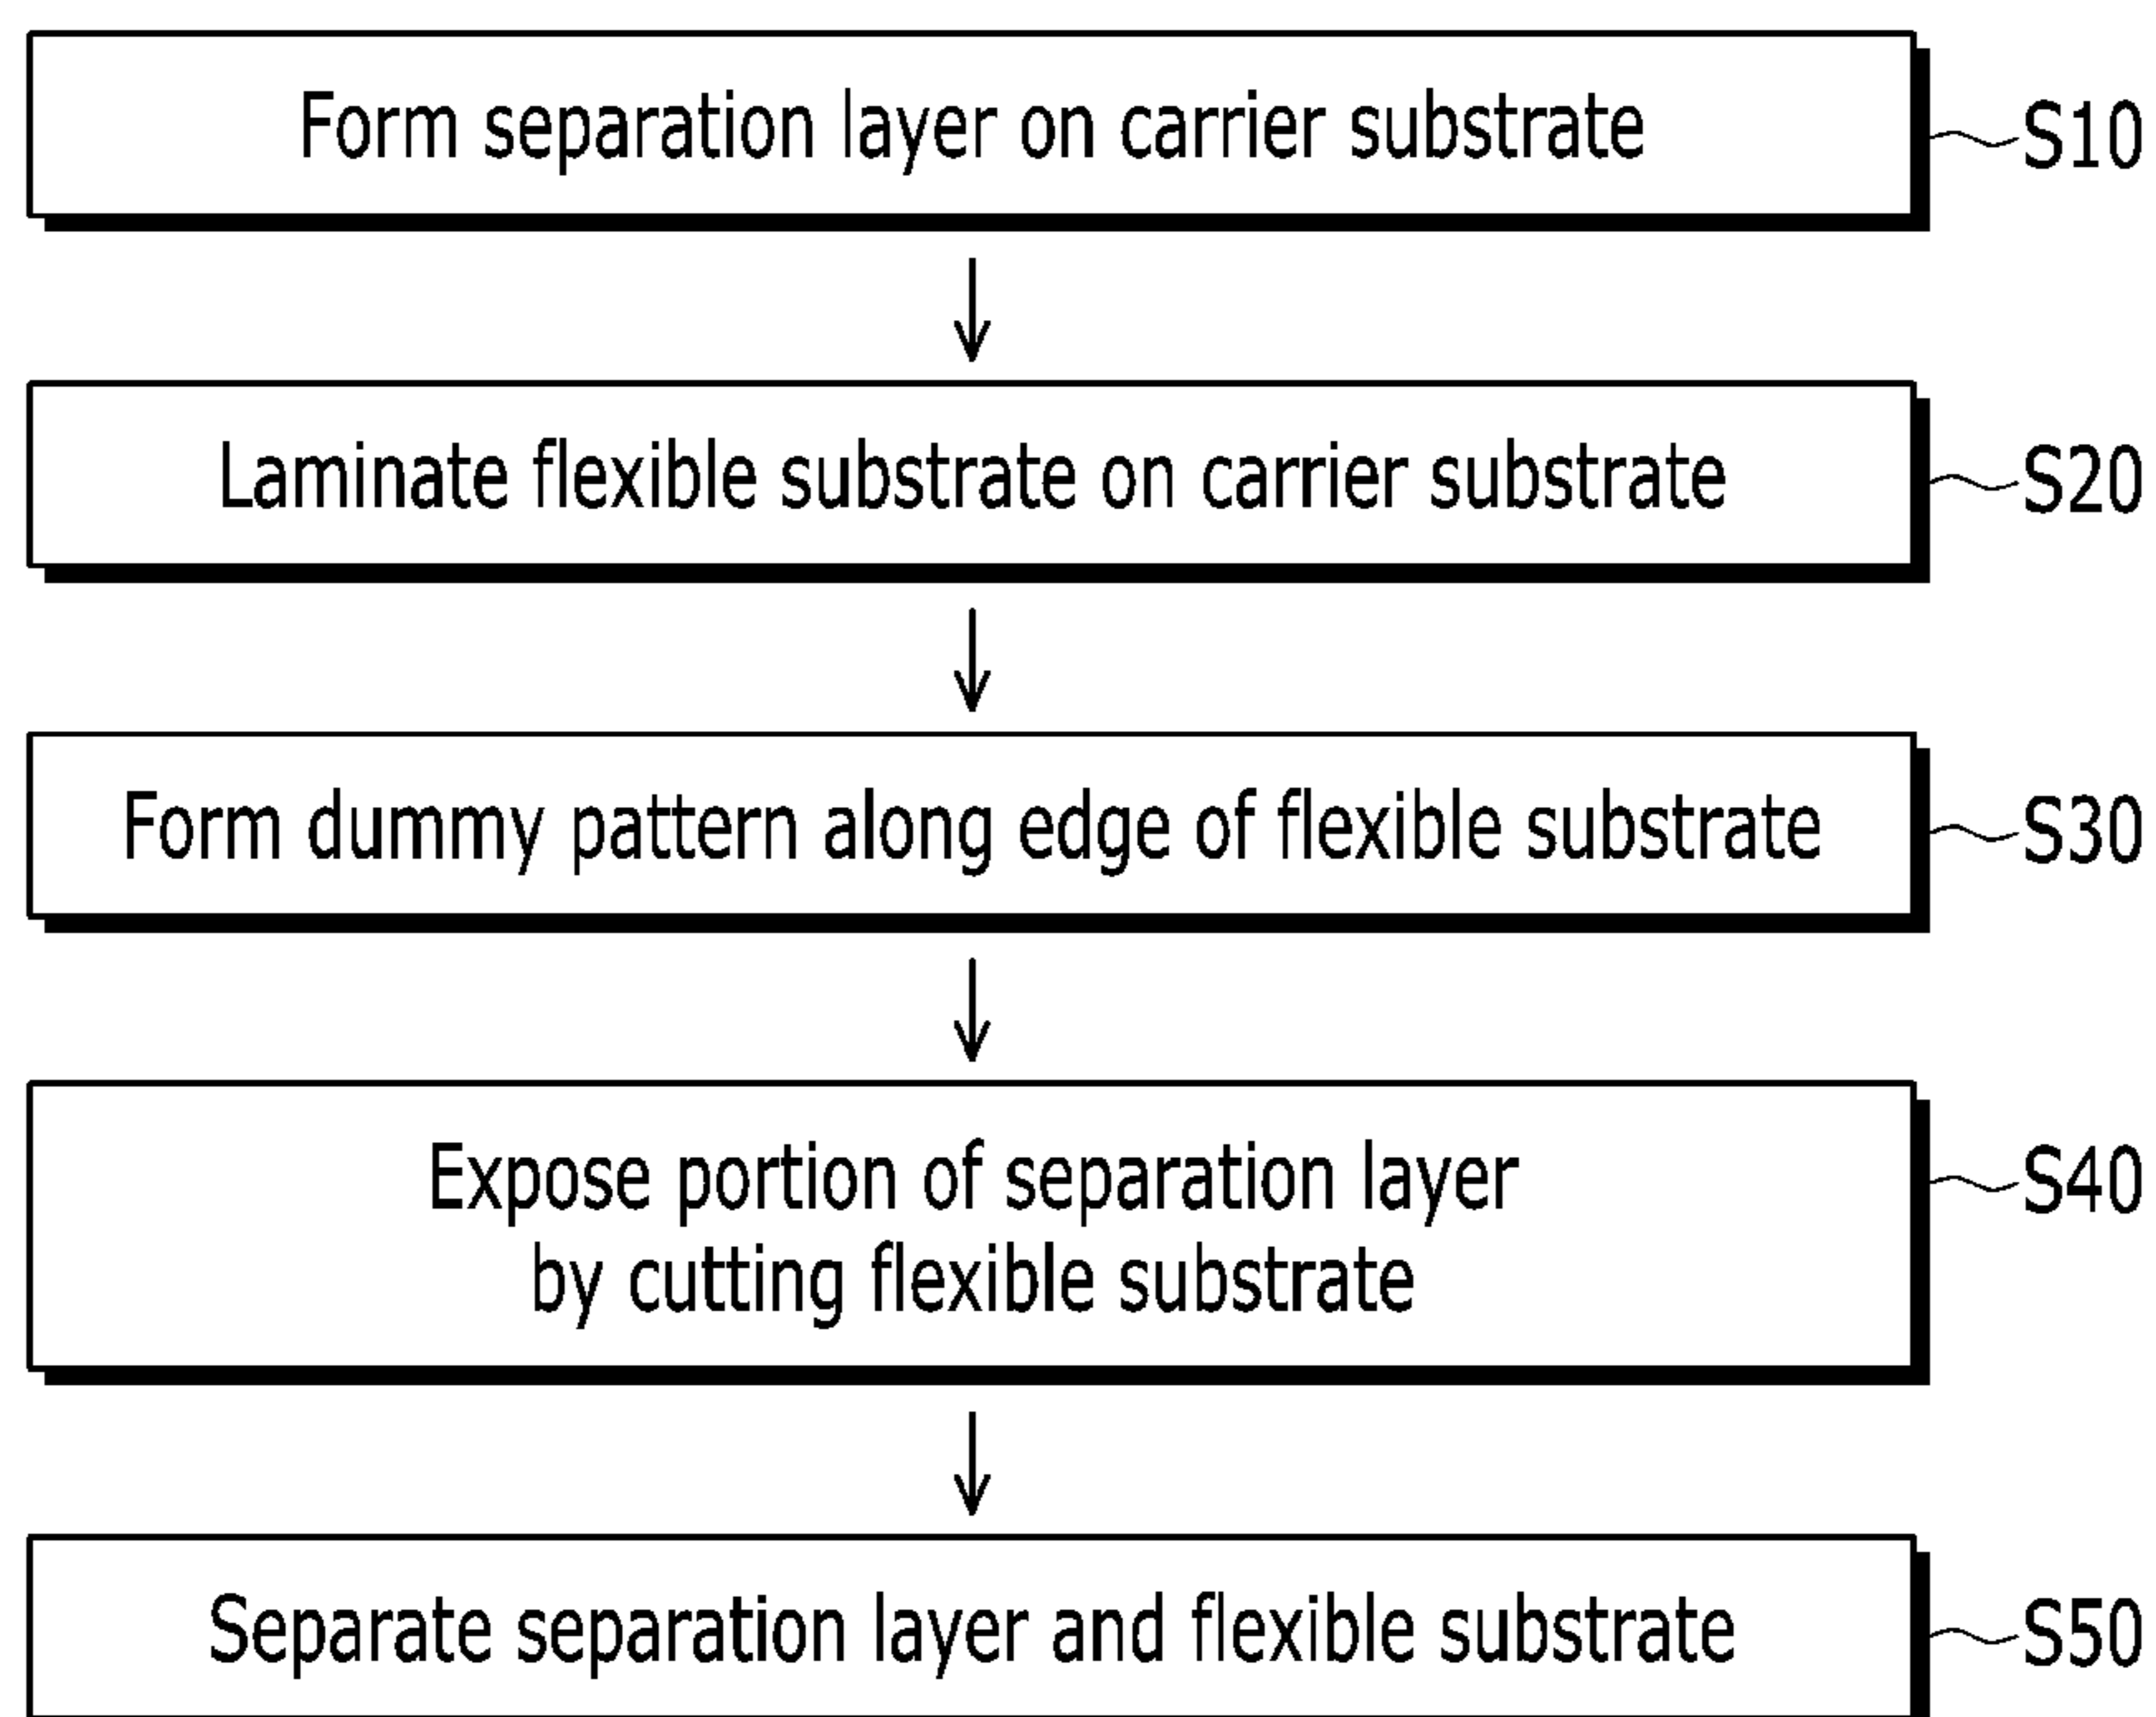 Form separation layer on carrier substrate
S10
Laminate flexible substrate on carrier substrate
S20
Form dummy pattern along edge of flexible substrate
S30
Expose portion of separation layer
by cutting flexible substrate
S40
Separate separation layer and flexible substrate
S50